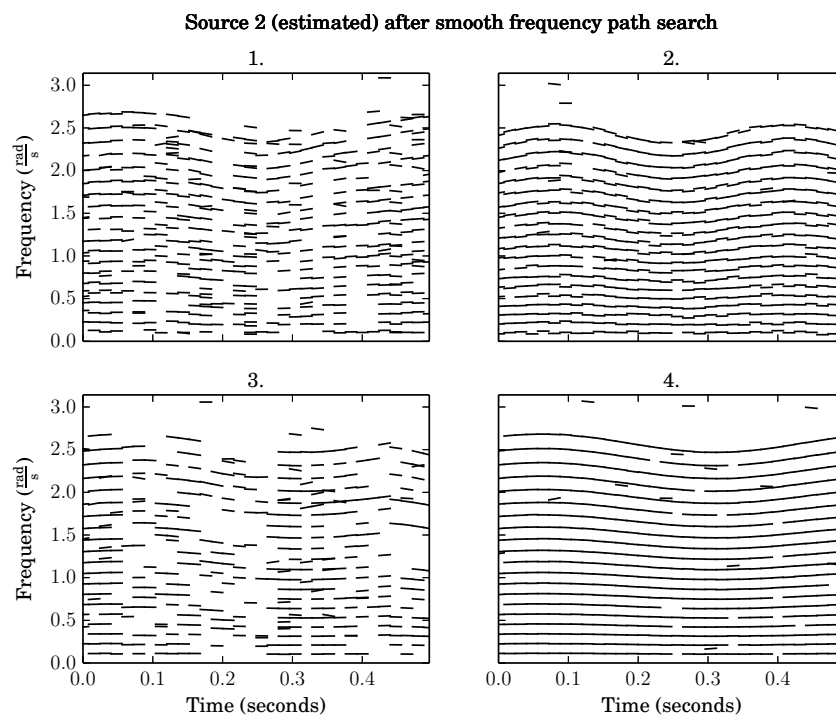 Source 2 (estimated) after smooth frequency path search
1.
2.
3.0
2.5
2.0
1.5
1.0
0.5
0.0
Frequency (rad/s)
3.
4.
3.0
2.5
2.0
1.5
1.0
0.5
0.0
Frequency (rad/s)
0.0 0.1 0.2 0.3 0.4
0.0 0.1 0.2 0.3 0.4
Time (seconds)
Time (seconds)